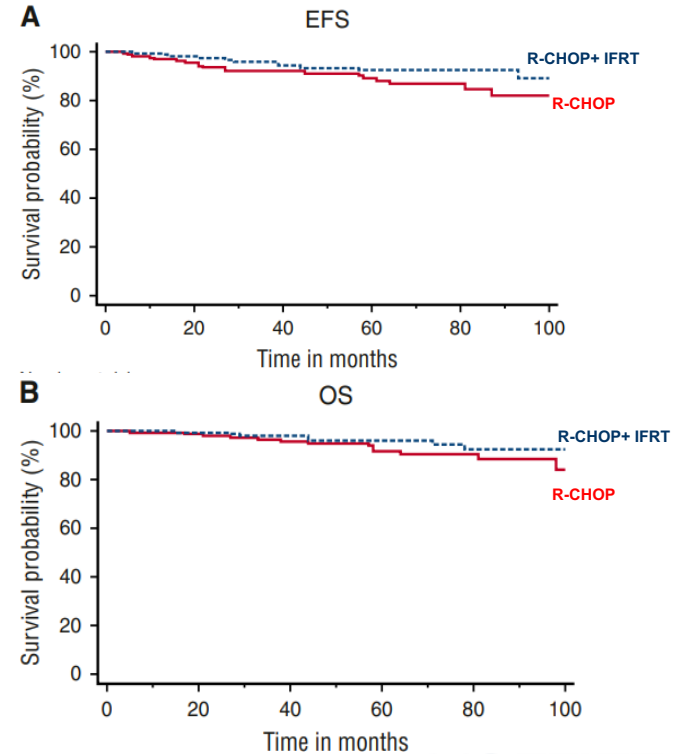 A
EFS
Survival probability (%)
100
80
60
40
20
0
R-CHOP+ IFRT
R-CHOP
0 20 40 60 80 100
Time in months
B
OS
Survival probability (%)
100
80
60
40
20
0
R-CHOP+ IFRT
R-CHOP
0 20 40 60 80 100
Time in months